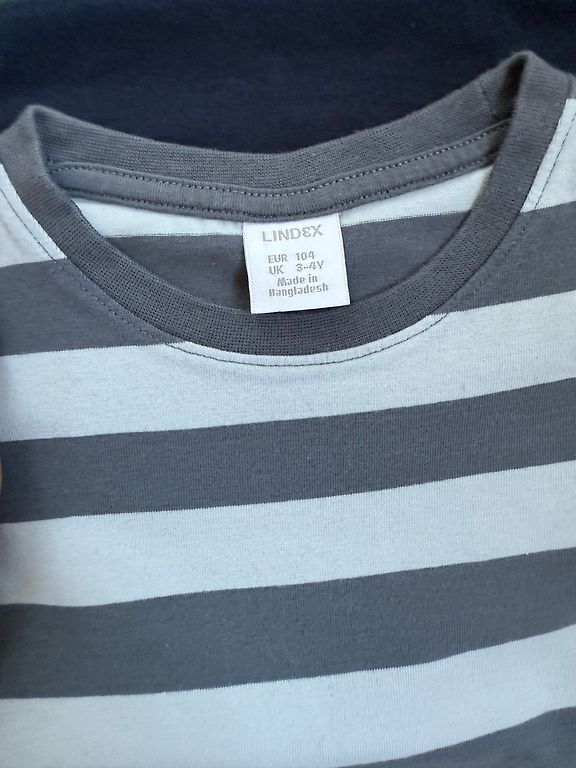 LINDEX
EUR 104
UK 3-4Y
Made in
Bangladesh